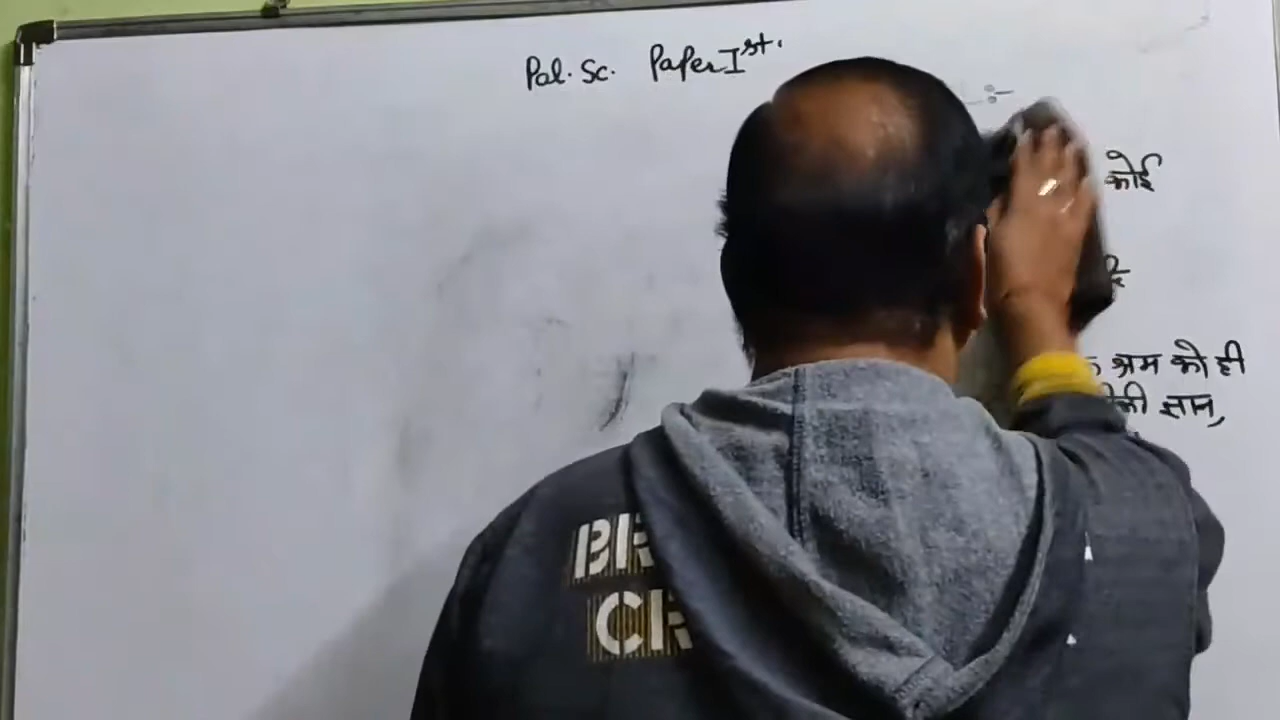 Pol. Sc. Paper Ist.
कोई
श्रम को ही
ज्ञान,
BR
CR